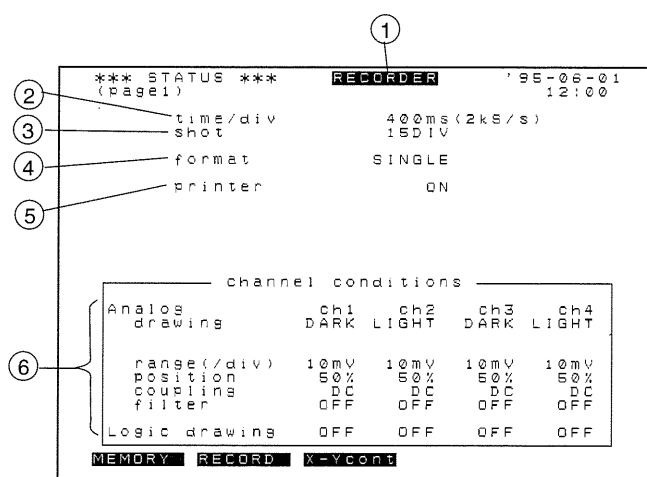 ①
*** STATUS *** RECORDER '95-06-01
(page1) 12:00
② time/div 400ms(2kS/s)
③ shot 15DIV
④ format SINGLE
⑤ printer ON
channel conditions
Analog ch1 ch2 ch3 ch4
drawing DARK LIGHT DARK LIGHT
⑥ range(/div) 10mV 10mV 10mV 10mV
position 50% 50% 50% 50%
coupling DC DC DC DC
filter OFF OFF OFF OFF
Logic drawing OFF OFF OFF OFF
MEMORY RECORD X-Ycont